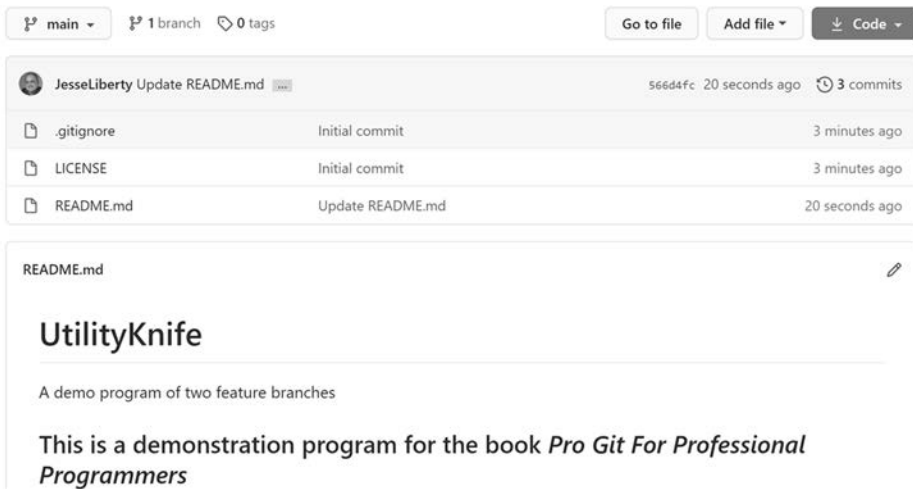 main 1 branch 0 tags Go to file Add file Code
JesseLiberty Update README.md ... 566d4fc 20 seconds ago 3 commits
.gitignore Initial commit 3 minutes ago
LICENSE Initial commit 3 minutes ago
README.md Update README.md 20 seconds ago
README.md
UtilityKnife
A demo program of two feature branches
This is a demonstration program for the book Pro Git For Professional
Programmers